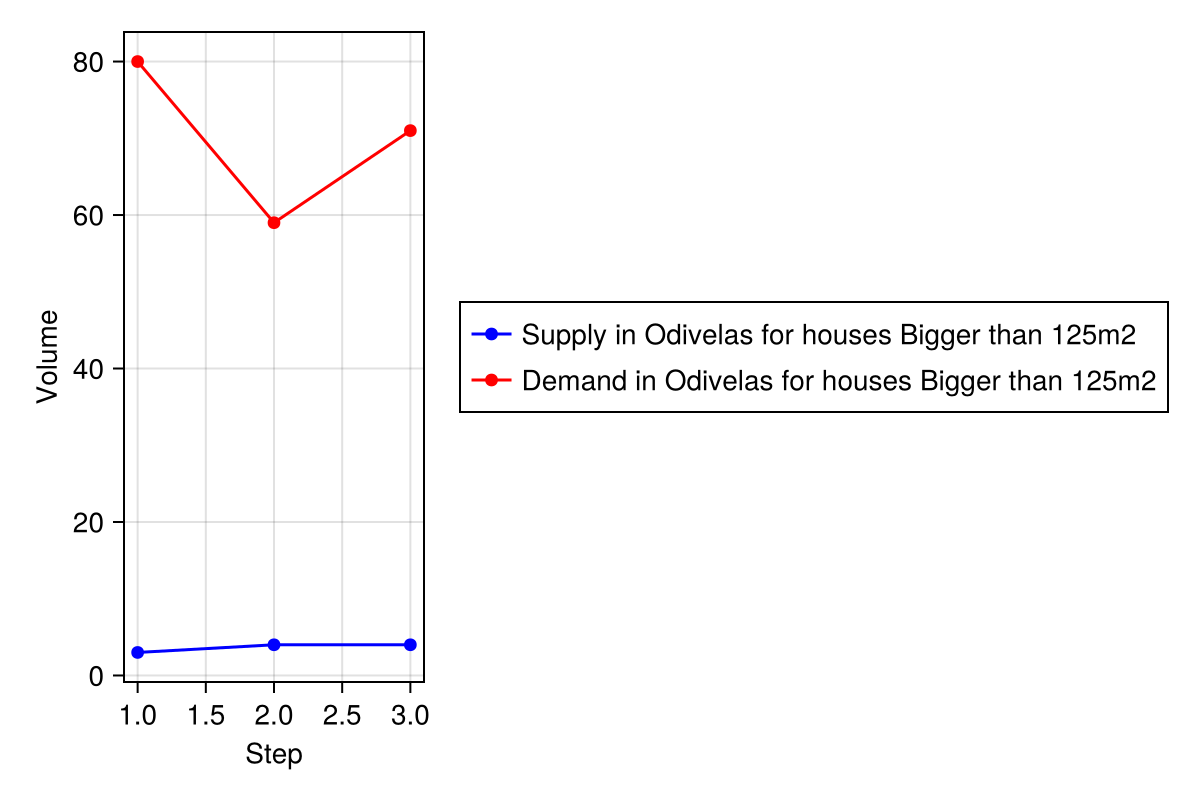 80
60
40
20
0
Volume
1.0 1.5 2.0 2.5 3.0
Step
Supply in Odivelas for houses Bigger than 125m2
Demand in Odivelas for houses Bigger than 125m2